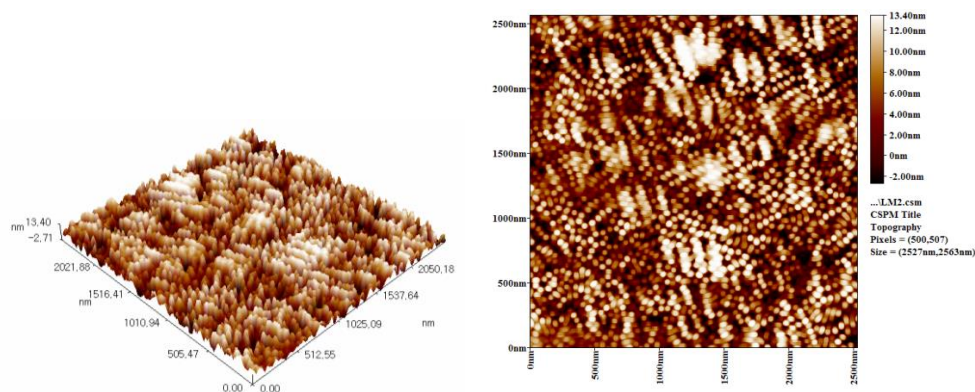 nm 13.40
-2.71
2021.88
nm
1516.41
1010.94
505.47
0.00
0.00
512.55
1025.09
nm
1537.64
2050.18
2500nm
2000nm
1500nm
1000nm
500nm
0nm
0nm
500nm
1000nm
1500nm
2000nm
2500nm
13.40nm
12.00nm
10.00nm
8.00nm
6.00nm
4.00nm
2.00nm
0nm
-2.00nm
...\LM2.csm
CSPM Title
Topography
Pixels = (500,507)
Size = (2527nm,2563nm)